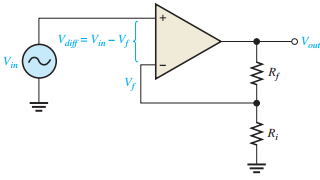 +
V_diff = V_in – V_f
V_out
V_in
–
R_f
V_f
R_i